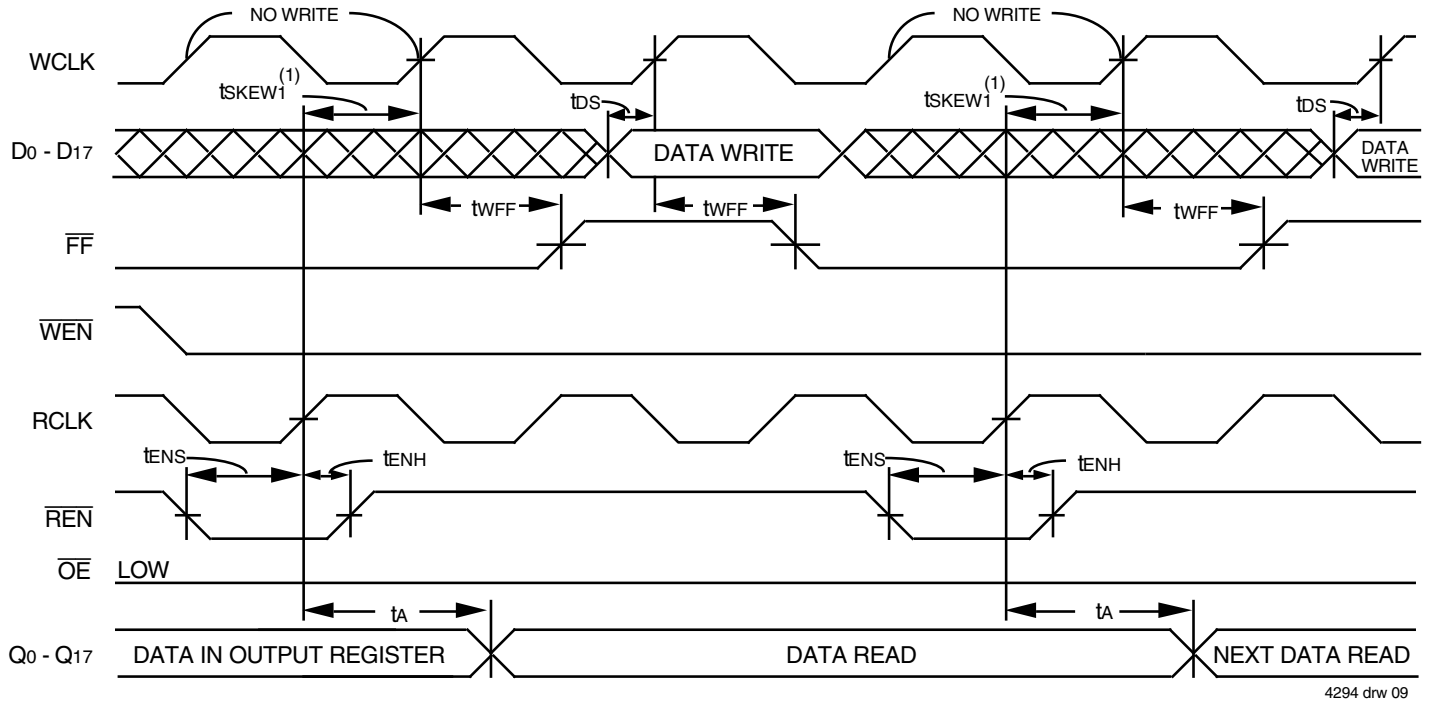 NO WRITE
NO WRITE
WCLK
tSKEW1(1)
tDS
tSKEW1(1)
tDS
D0 - D17
DATA WRITE
DATA
WRITE
tWFF
tWFF
tWFF
FF
WEN
RCLK
tENS
tENH
tENS
tENH
REN
OE
LOW
tA
tA
Q0 - Q17
DATA IN OUTPUT REGISTER
DATA READ
NEXT DATA READ
4294 drw 09